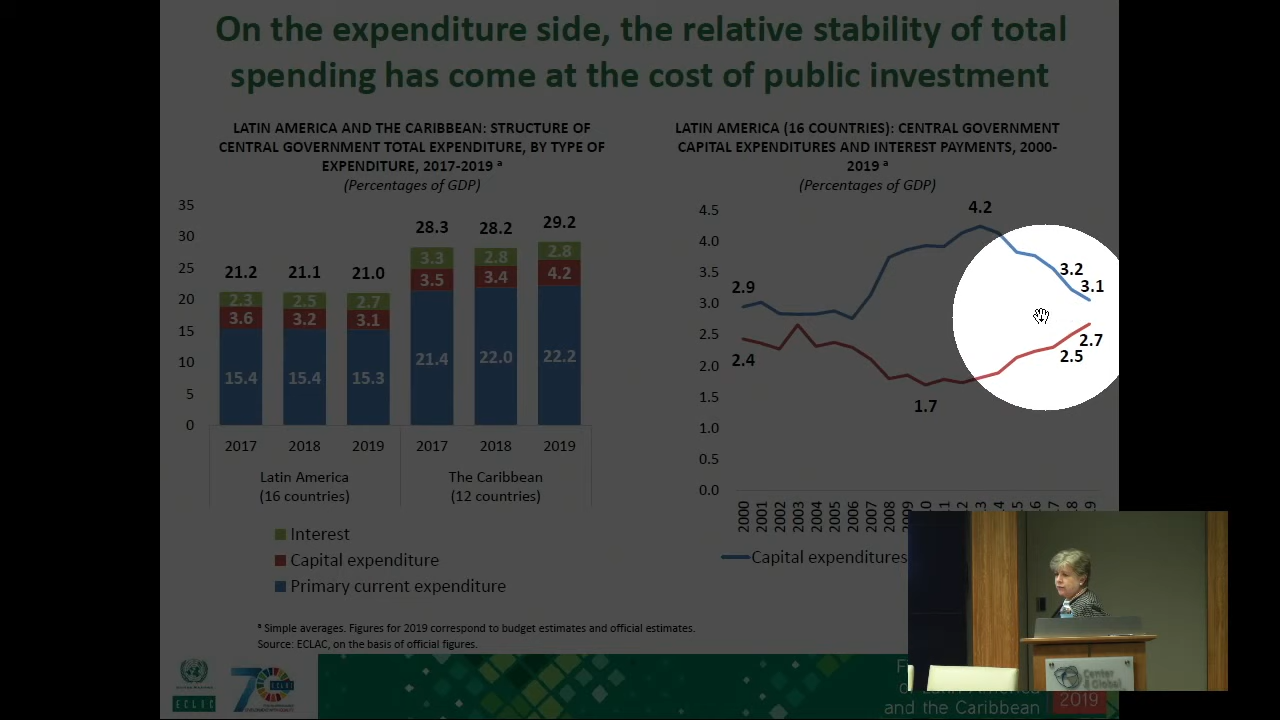 On the expenditure side, the relative stability of total
spending has come at the cost of public investment
LATIN AMERICA AND THE CARIBBEAN: STRUCTURE OF
CENTRAL GOVERNMENT TOTAL EXPENDITURE, BY TYPE OF
EXPENDITURE, 2017-2019 ª
(Percentages of GDP)
35
30
25
20
15
10
5
0
21.2
21.1
21.0
28.3
28.2
29.2
2.3
2.5
2.7
3.3
2.8
2.8
3.6
3.2
3.1
3.5
3.4
4.2
15.4
15.4
15.3
21.4
22.0
22.2
2017
2018
2019
2017
2018
2019
Latin America
(16 countries)
The Caribbean
(12 countries)
Interest
Capital expenditure
Primary current expenditure
LATIN AMERICA (16 COUNTRIES): CENTRAL GOVERNMENT
CAPITAL EXPENDITURES AND INTEREST PAYMENTS, 2000-
2019 ª
(Percentages of GDP)
4.5
4.0
3.5
3.0
2.5
2.0
1.5
1.0
0.5
0.0
4.2
2.9
3.2
3.1
2.4
2.7
2.5
1.7
2000
2001
2002
2003
2004
2005
2006
2007
2008
Capital expenditures
ª Simple averages. Figures for 2019 correspond to budget estimates and official estimates.
Source: ECLAC, on the basis of official figures.
ECLAC
70
ECLAC
of Latin America
and the Caribbean
2019
Center
Global